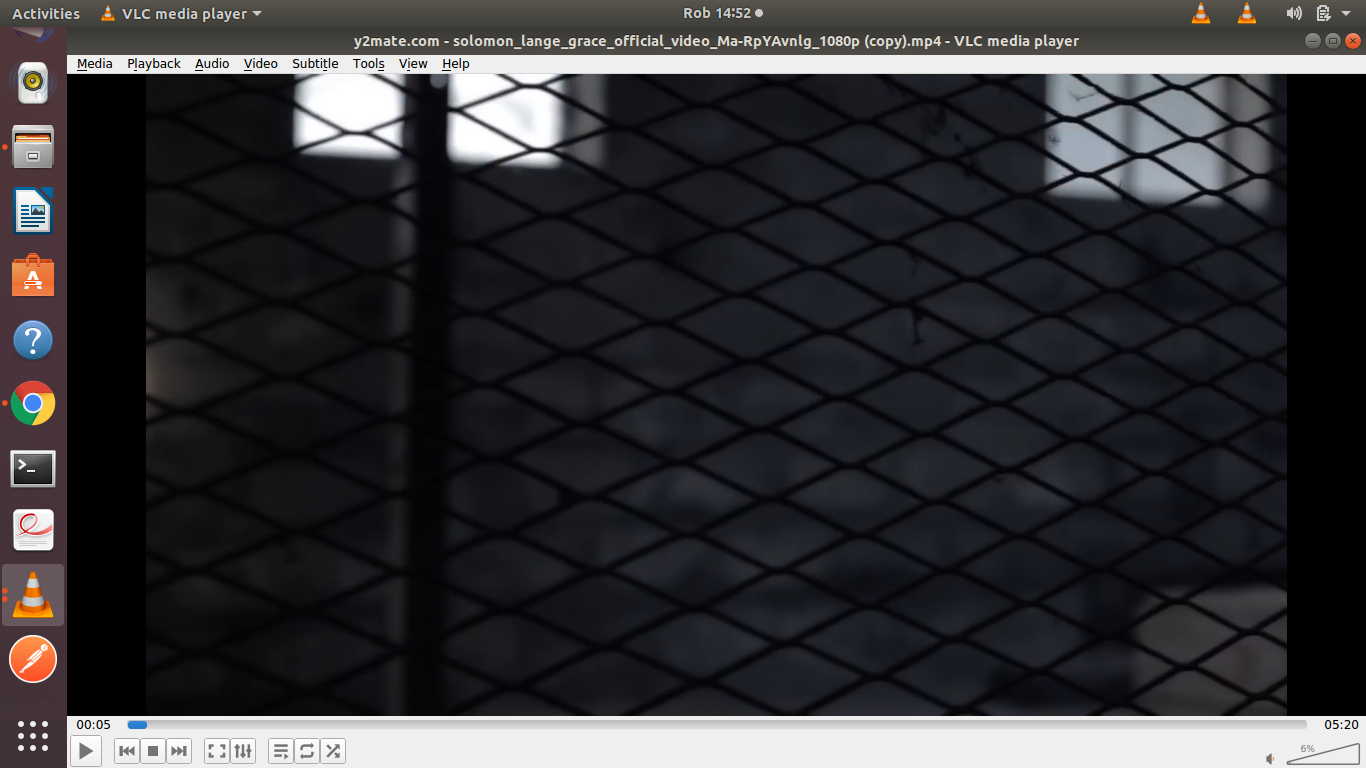 Activities VLC media player Rob 14:52
y2mate.com - solomon_lange_grace_official_video_Ma-RpYAvnlg_1080p (copy).mp4 - VLC media player
Media Playback Audio Video Subtitle Tools View Help
00:05 05:20
6%